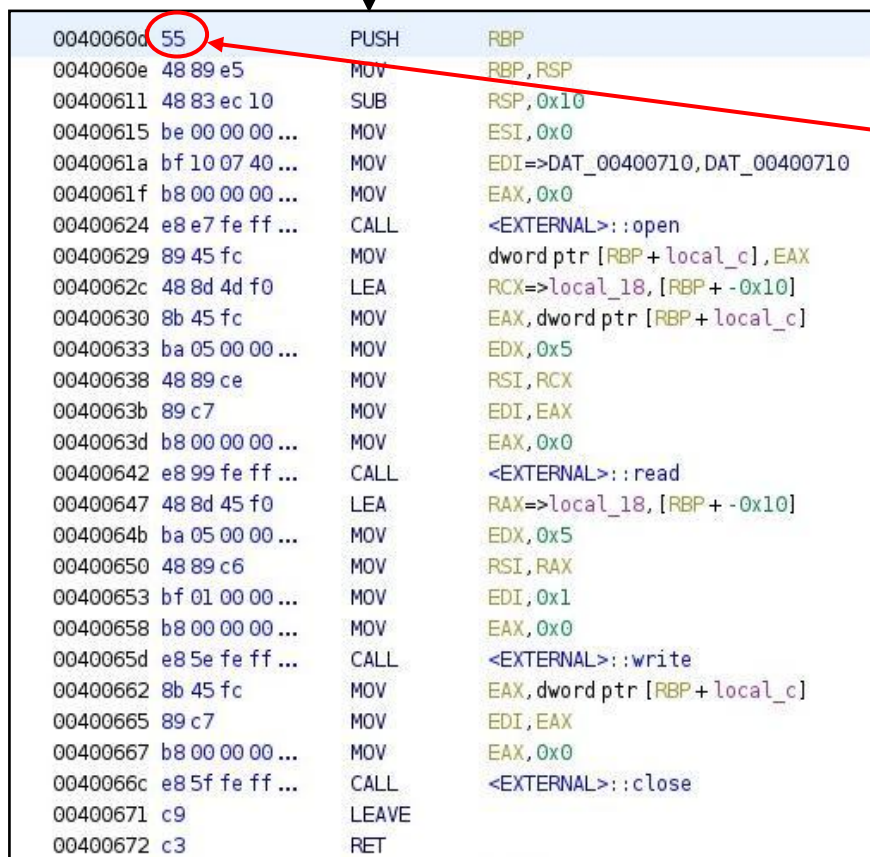 0040060d 55 PUSH RBP
0040060e 48 89 e5 MOV RBP,RSP
00400611 48 83 ec 10 SUB RSP,0x10
00400615 be 00 00 00 ... MOV ESI,0x0
0040061a bf 10 07 40 ... MOV EDI=>DAT_00400710,DAT_00400710
0040061f b8 00 00 00 ... MOV EAX,0x0
00400624 e8 e7 fe ff ... CALL <EXTERNAL>::open
00400629 89 45 fc MOV dword ptr [RBP + local_c],EAX
0040062c 48 8d 4d f0 LEA RCX=>local_18,[RBP + -0x10]
00400630 8b 45 fc MOV EAX,dword ptr [RBP + local_c]
00400633 ba 05 00 00 ... MOV EDX,0x5
00400638 48 89 ce MOV RSI,RCX
0040063b 89 c7 MOV EDI,EAX
0040063d b8 00 00 00 ... MOV EAX,0x0
00400642 e8 99 fe ff ... CALL <EXTERNAL>::read
00400647 48 8d 45 f0 LEA RAX=>local_18,[RBP + -0x10]
0040064b ba 05 00 00 ... MOV EDX,0x5
00400650 48 89 c6 MOV RSI,RAX
00400653 bf 01 00 00 ... MOV EDI,0x1
00400658 b8 00 00 00 ... MOV EAX,0x0
0040065d e8 5e fe ff ... CALL <EXTERNAL>::write
00400662 8b 45 fc MOV EAX,dword ptr [RBP + local_c]
00400665 89 c7 MOV EDI,EAX
00400667 b8 00 00 00 ... MOV EAX,0x0
0040066c e8 5f fe ff ... CALL <EXTERNAL>::close
00400671 c9 LEAVE
00400672 c3 RET